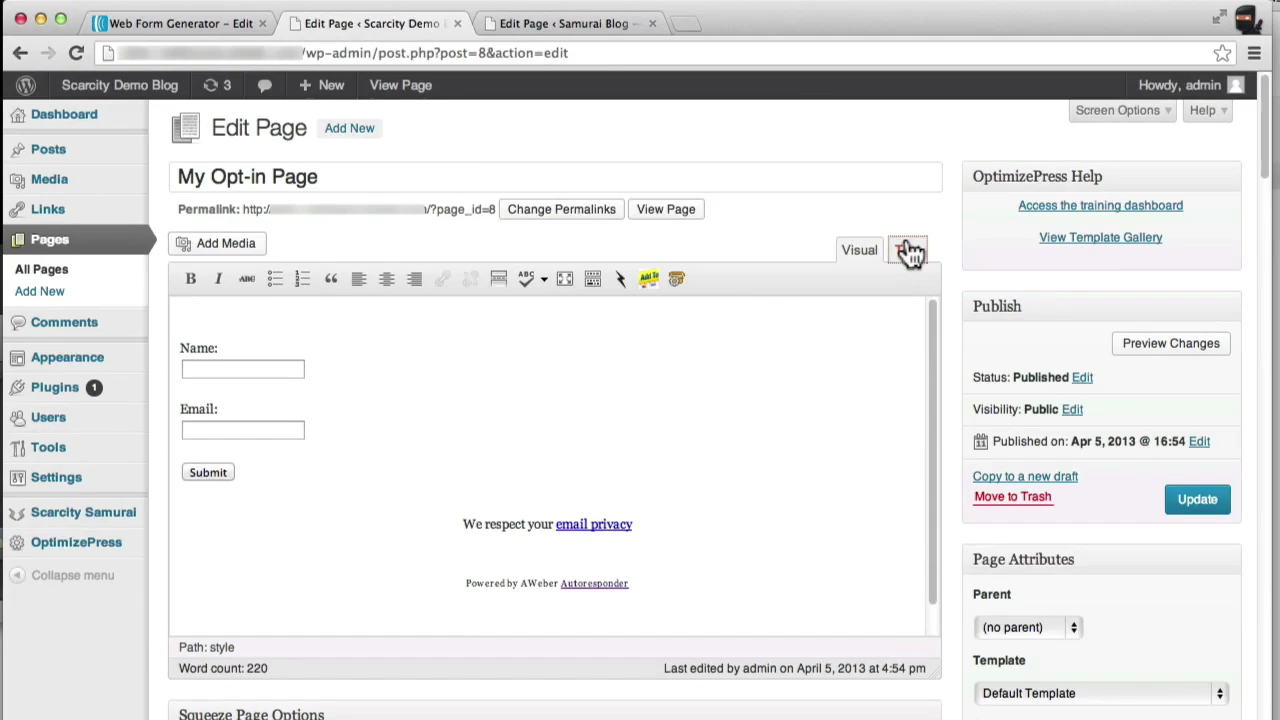 Web Form Generator - Edit
Edit Page ‹ Scarcity Demo
Edit Page ‹ Samurai Blog —
/wp-admin/post.php?post=8&action=edit
Scarcity Demo Blog
3
+ New
View Page
Howdy, admin
Dashboard
Posts
Media
Links
Pages
All Pages
Add New
Comments
Appearance
Plugins 1
Users
Tools
Settings
Scarcity Samurai
OptimizePress
Collapse menu
Screen Options
Help
Edit Page
Add New
My Opt-in Page
Permalink: http:/
/?page_id=8
Change Permalinks
View Page
Add Media
Visual
B I ABC
ABC
Add To
Name:
Email:
Submit
We respect your email privacy
Powered by AWeber Autoresponder
Path: style
Word count: 220
Last edited by admin on April 5, 2013 at 4:54 pm
Squeeze Page Options
OptimizePress Help
Access the training dashboard
View Template Gallery
Publish
Preview Changes
Status: Published Edit
Visibility: Public Edit
Published on: Apr 5, 2013 @ 16:54 Edit
Copy to a new draft
Move to Trash
Update
Page Attributes
Parent
(no parent)
Template
Default Template